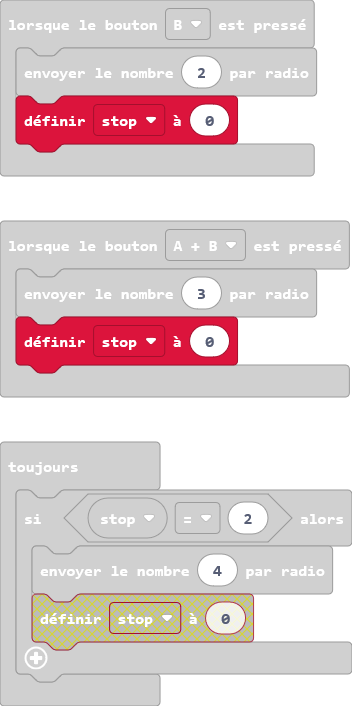 lorsque le bouton B est pressé
envoyer le nombre 2 par radio
définir stop à 0
lorsque le bouton A + B est pressé
envoyer le nombre 3 par radio
définir stop à 0
toujours
si stop = 2 alors
envoyer le nombre 4 par radio
définir stop à 0